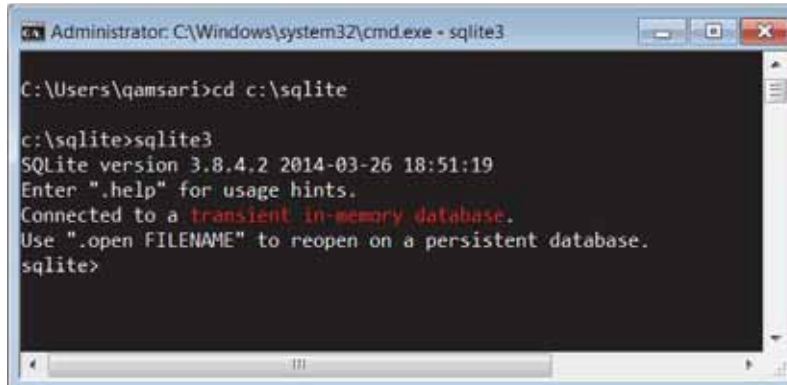 Administrator: C:\Windows\system32\cmd.exe - sqlite3
C:\Users\qamsari>cd c:\sqlite
c:\sqlite>sqlite3
SQLite version 3.8.4.2 2014-03-26 18:51:19
Enter ".help" for usage hints.
Connected to a transient in-memory database.
Use ".open FILENAME" to reopen on a persistent database.
sqlite>